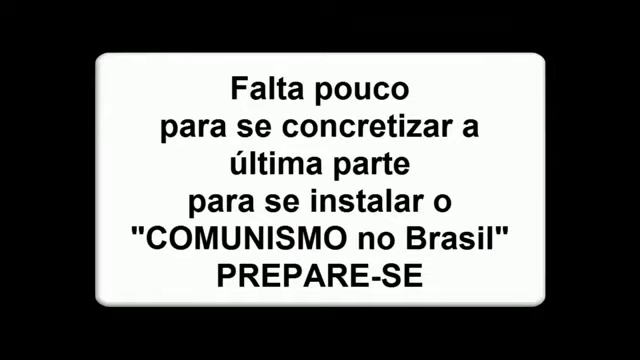 Falta pouco
para se concretizar a
última parte
para se instalar o
"COMUNISMO no Brasil"
PREPARE-SE